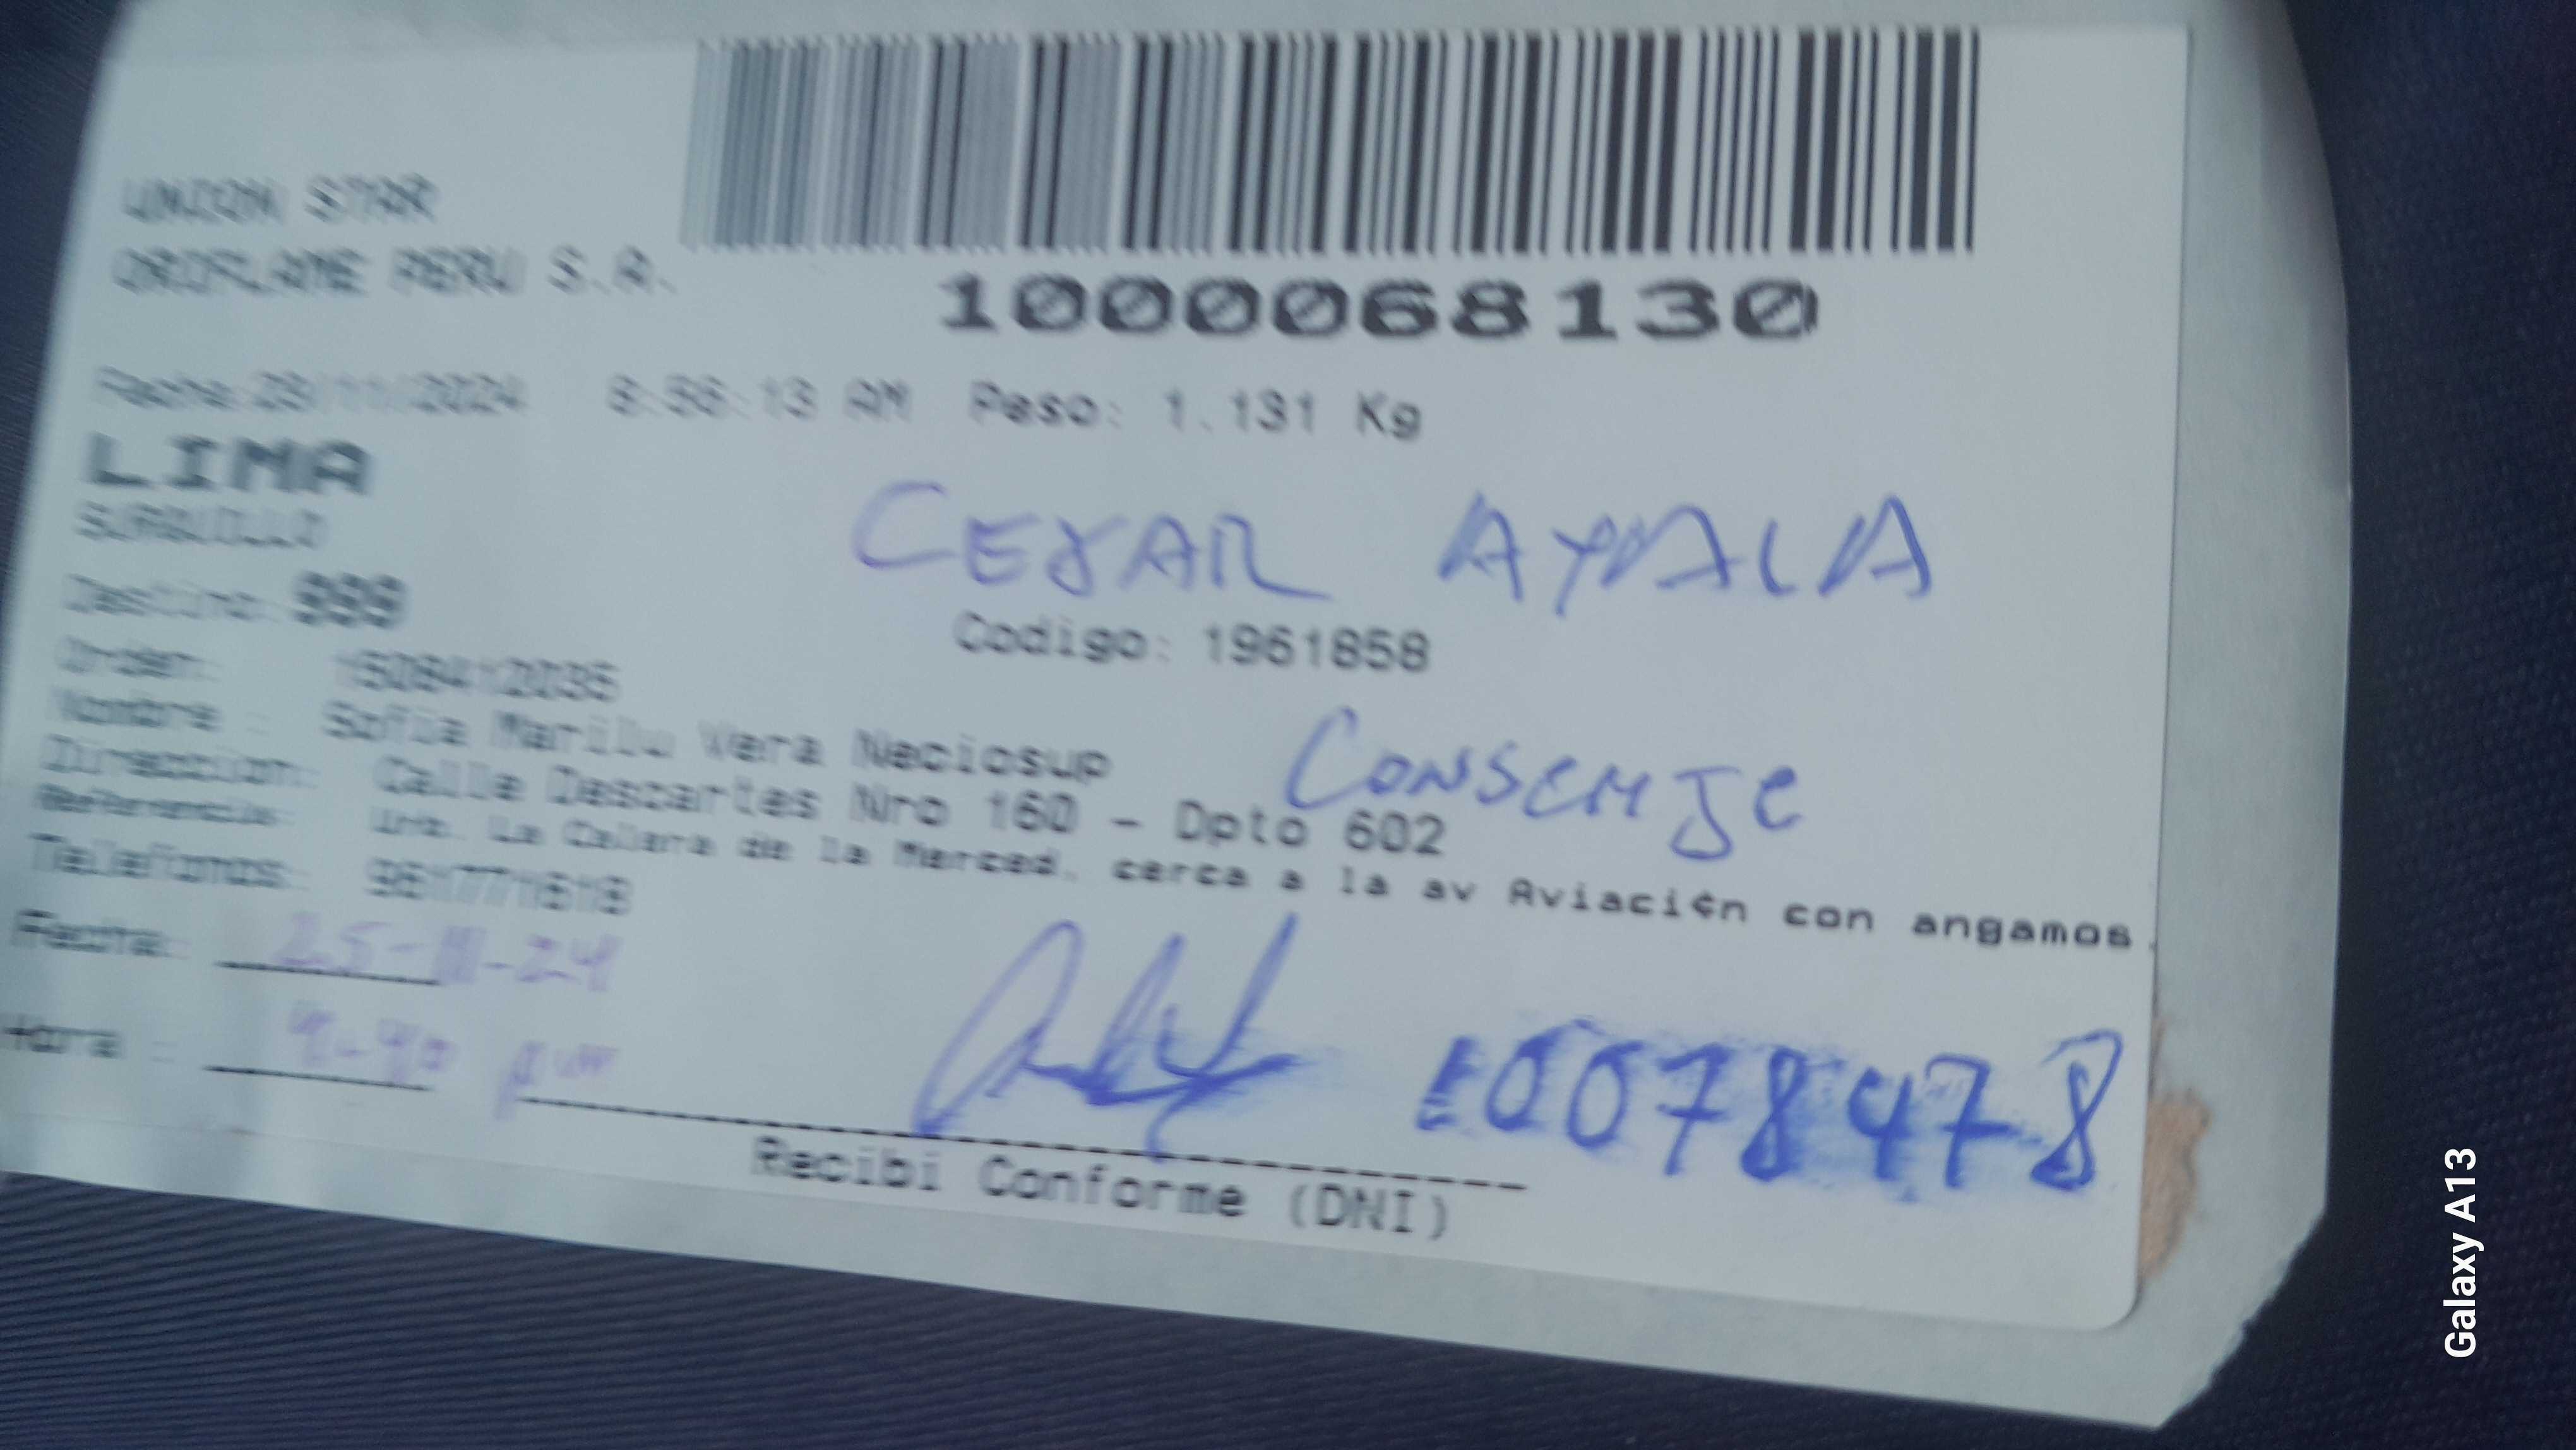 UNION STAR
ORIFLAME PERU S.A.
1000068130
Fecha: /11/2024 8:56:13 AM Peso: 1.131 Kg
LIMA
SURQUILLO
CESAR AYALA
Destino: 999
Codigo: 1961858
Orden: 1508412035
Nombre : Sofia Marilu Vera Neciosup
CONSERJE
Direccion: Calle Descartes Nro 160 - Dpto 602
Referencia: Urb. La Calera de la Merced, cerca a la av Aviaci¢n con angamos.
Telefonos: 961771618
Fecha: 25-11-24
Hora : pm
10078478
Recibi Conforme (DNI)
Galaxy A13